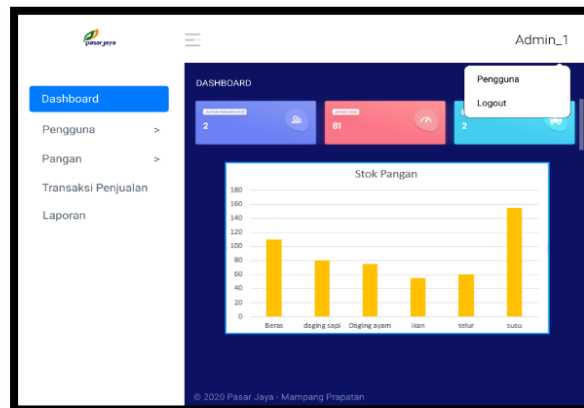 pasar jaya
Admin_1
Pengguna
Logout
Dashboard
Pengguna >
Pangan >
Transaksi Penjualan
Laporan
DASHBOARD
2
81
2
Stok Pangan
180
160
140
120
100
80
60
40
20
0
Beras daging sapi Daging ayam ikan telur susu
© 2020 Pasar Jaya - Mampang Prapatan